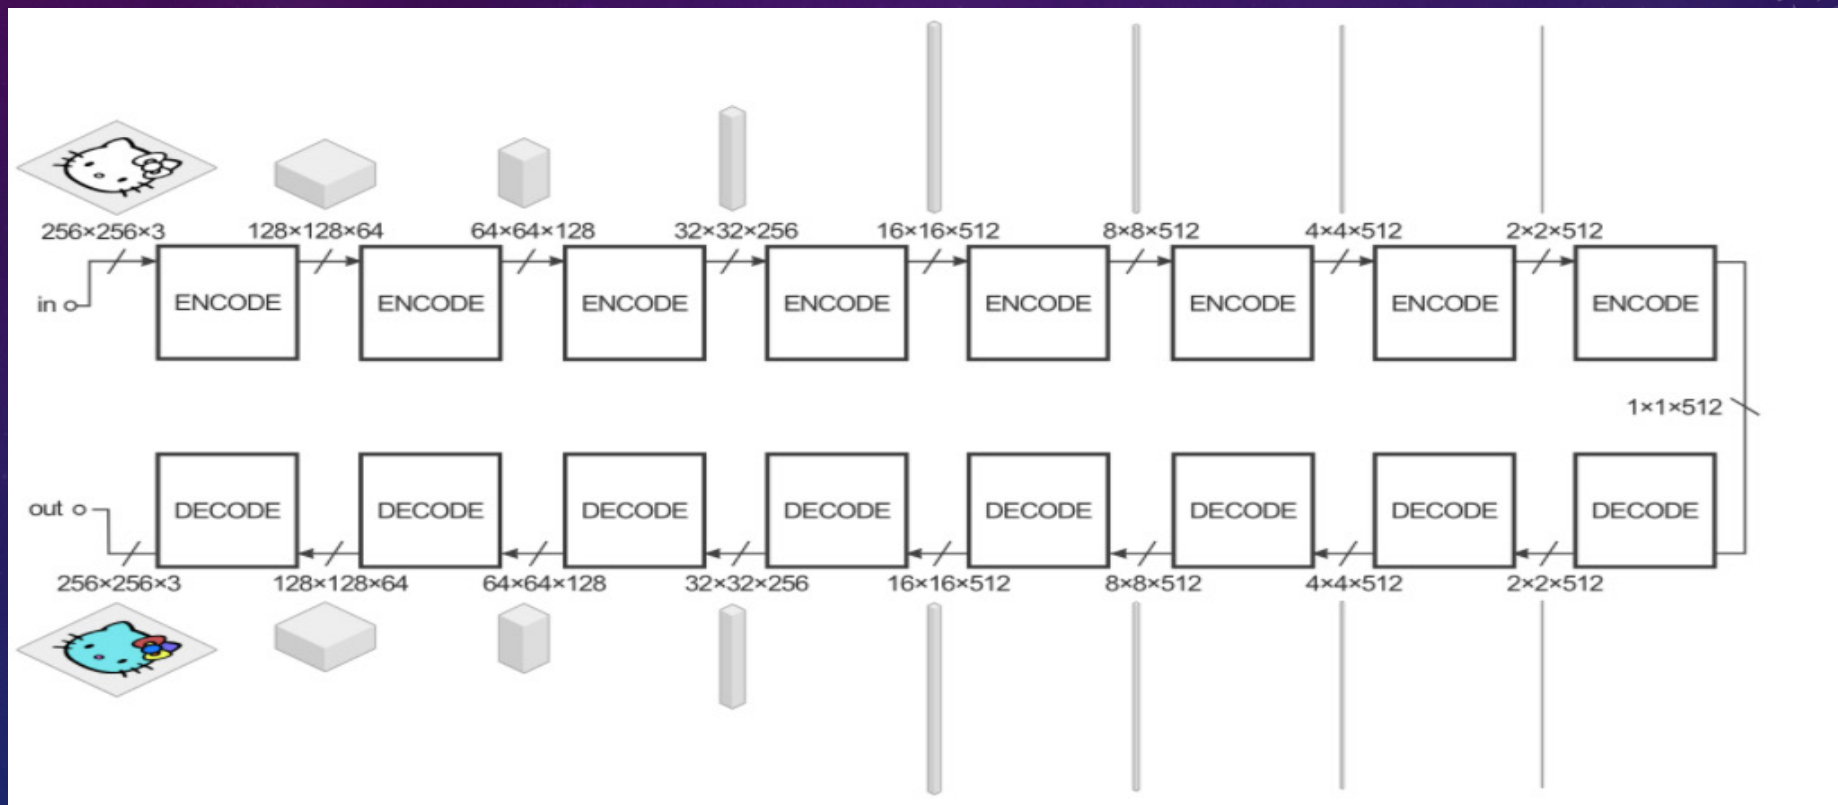 256×256×3 128×128×64 64×64×128 32×32×256 16×16×512 8×8×512 4×4×512 2×2×512
in ENCODE ENCODE ENCODE ENCODE ENCODE ENCODE ENCODE ENCODE
1×1×512
out DECODE DECODE DECODE DECODE DECODE DECODE DECODE DECODE
256×256×3 128×128×64 64×64×128 32×32×256 16×16×512 8×8×512 4×4×512 2×2×512